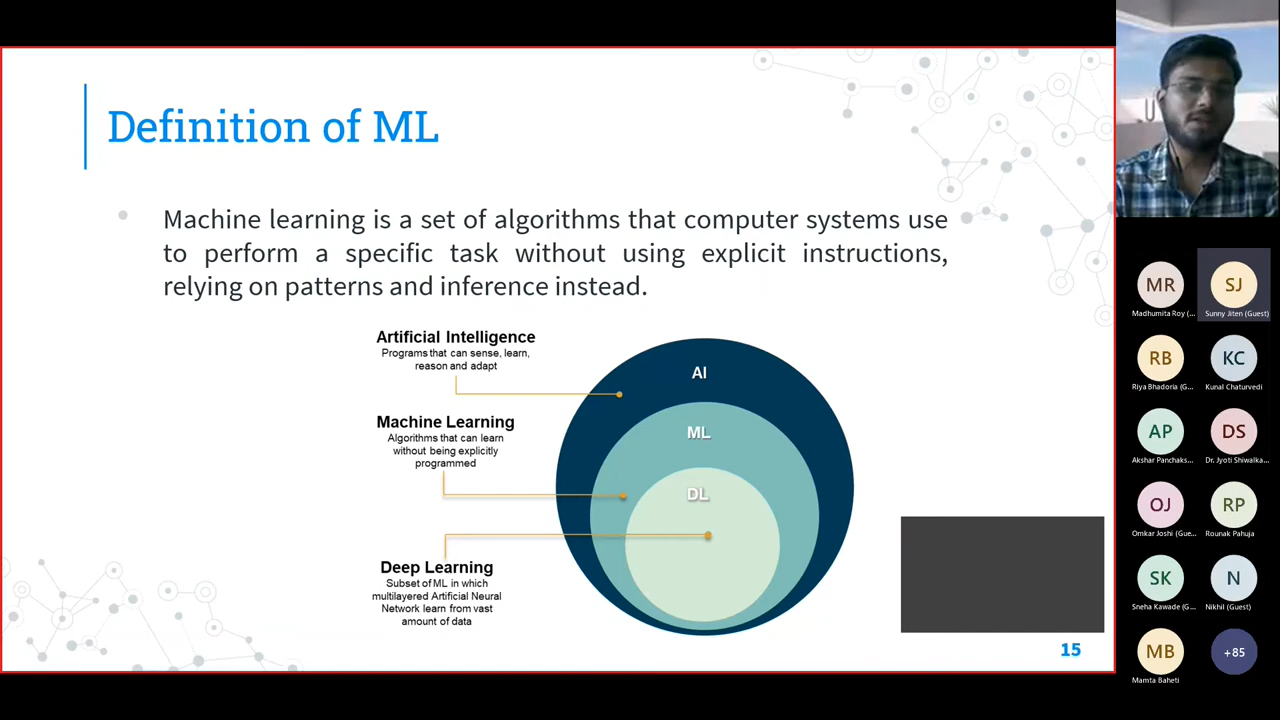 Definition of ML
Machine learning is a set of algorithms that computer systems use
to perform a specific task without using explicit instructions,
relying on patterns and inference instead.
Artificial Intelligence
Programs that can sense, learn,
reason and adapt
Machine Learning
Algorithms that can learn
without being explicitly
programmed
Deep Learning
Subset of ML in which
multilayered Artificial Neural
Network learn from vast
amount of data
AI
ML
DL
15
MR
Madhumita Roy (...
SJ
Sunny Jiten (Guest)
RB
Riya Bhadoria (G...
KC
Kunal Chaturvedi
AP
Akshar Panchaks...
DS
Dr. Jyoti Shiwalka...
OJ
Omkar Joshi (Gue...
RP
Rounak Pahuja
SK
Sneha Kawade (G...
N
Nikhil (Guest)
MB
Mamta Baheti
+85